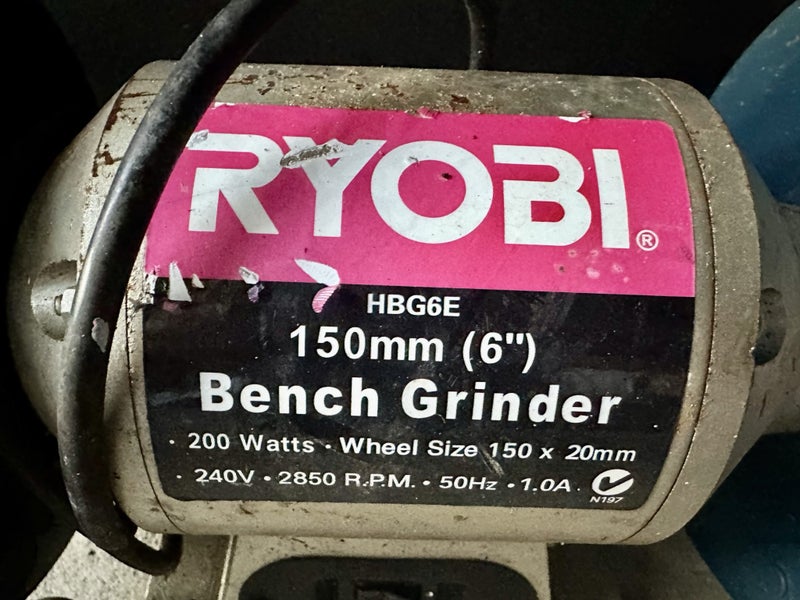 RYOBI®
HBG6E
150mm (6")
Bench Grinder
· 200 Watts · Wheel Size 150 x 20mm
· 240V • 2850 R.P.M. • 50Hz • 1.0A ·
N197